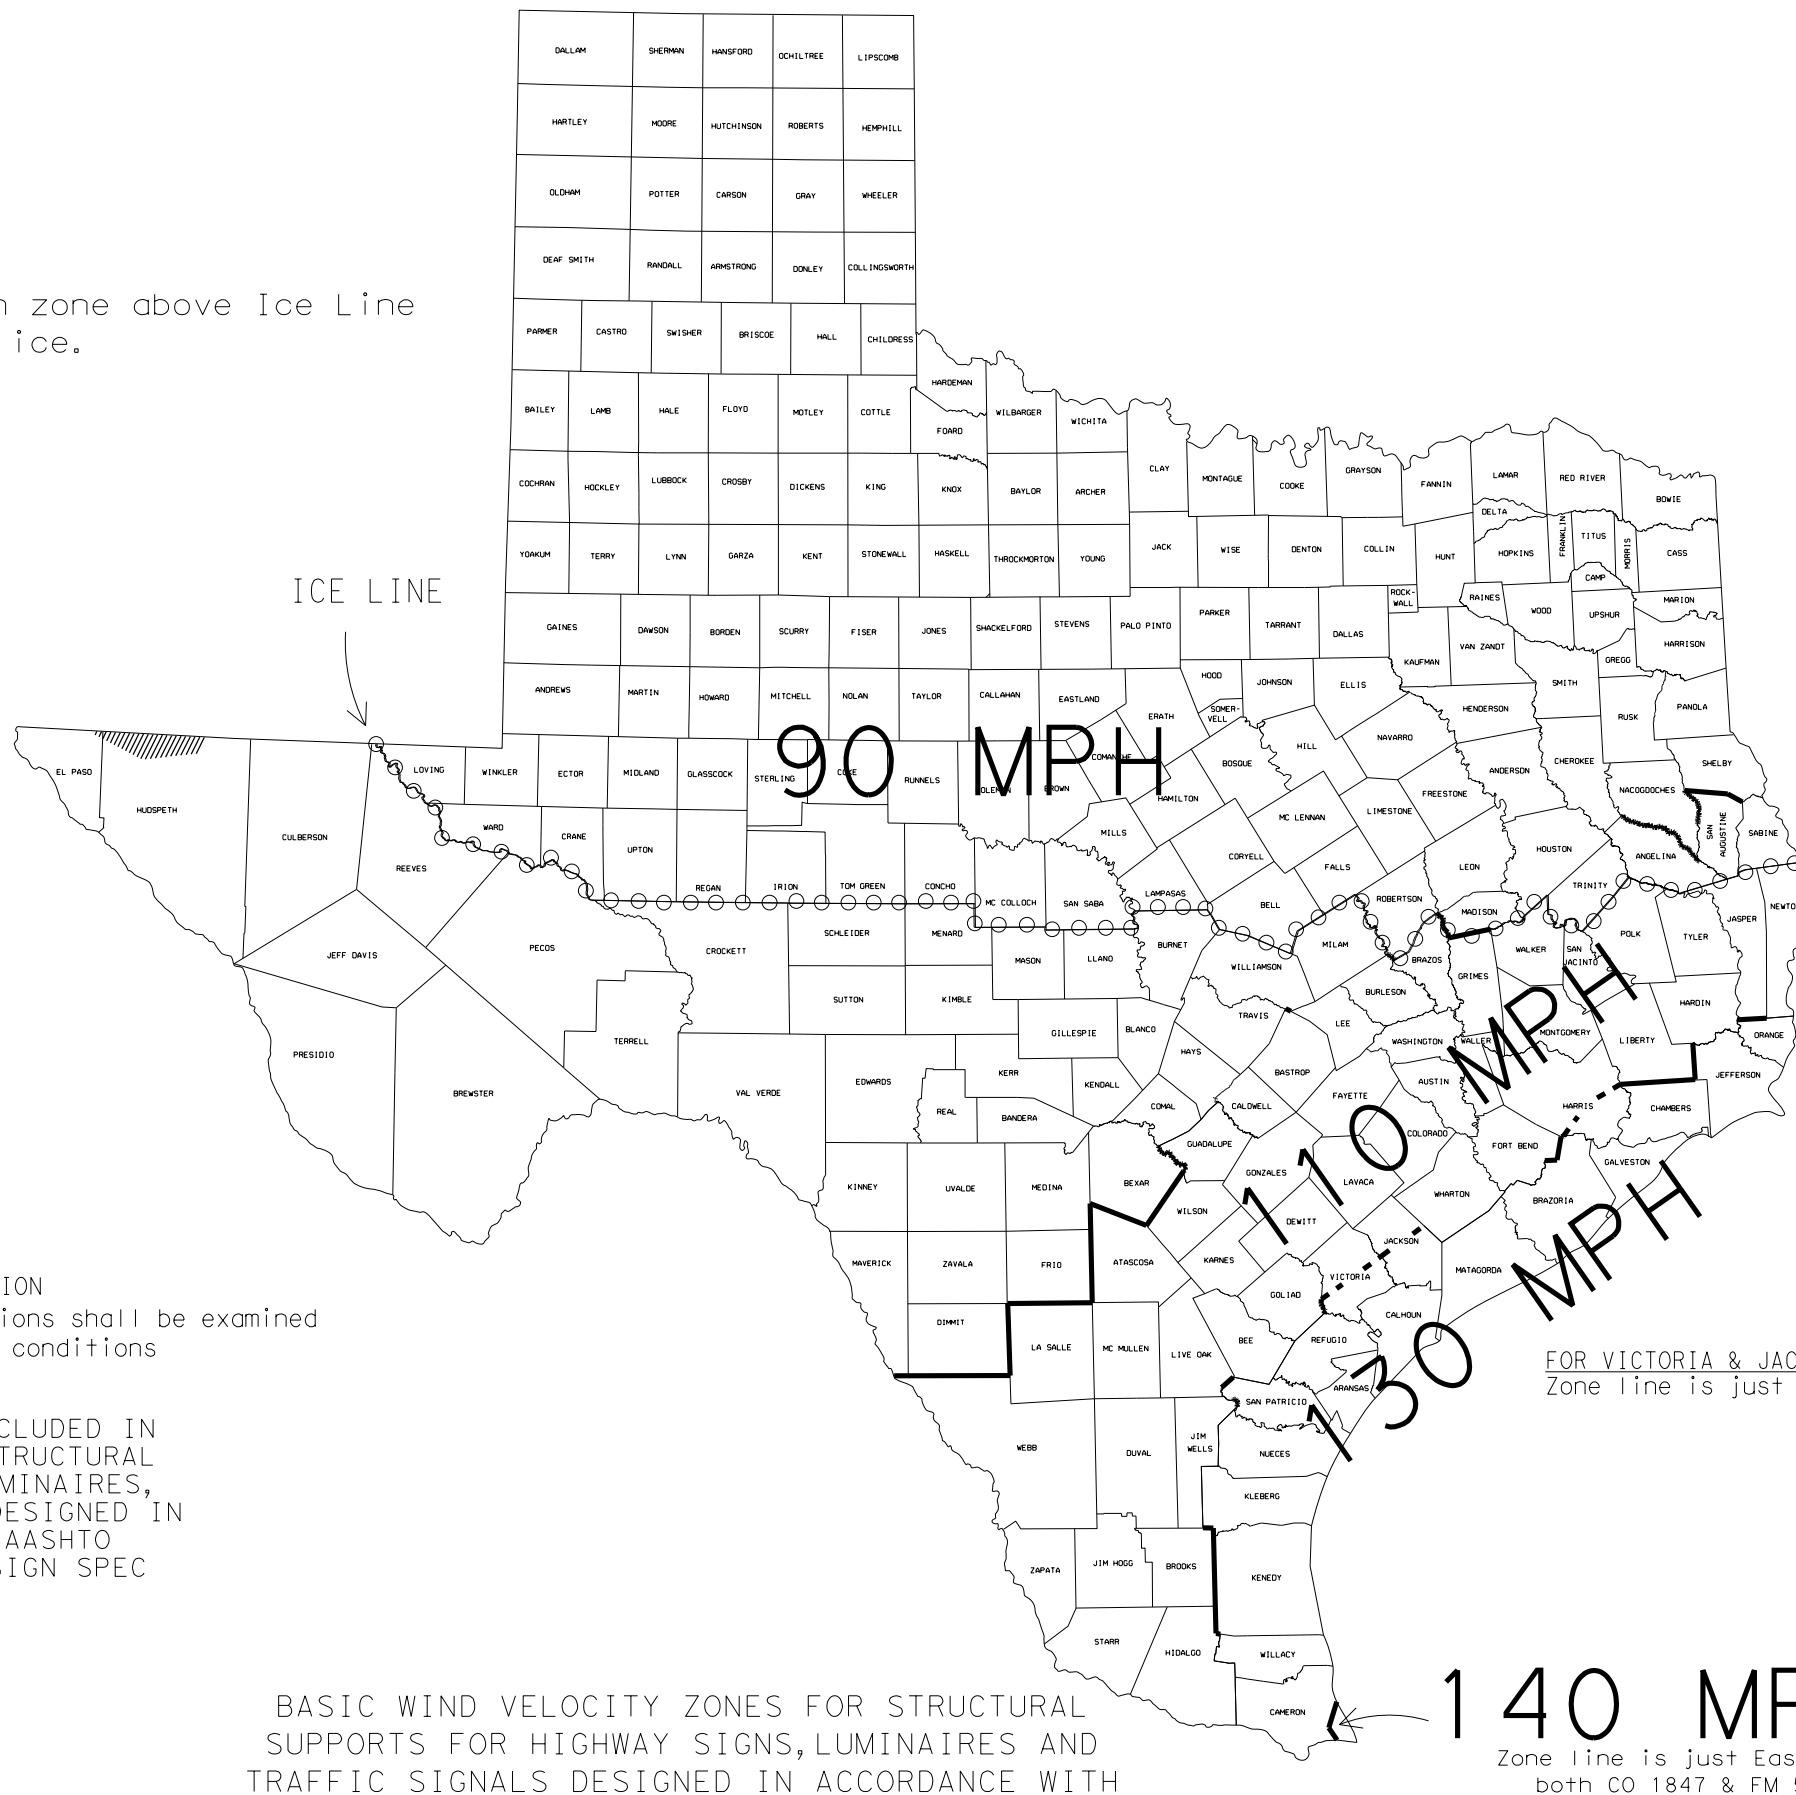 DALLAM SHERMAN HANSFORD OCHILTREE LIPSCOMB
HARTLEY MOORE HUTCHINSON ROBERTS HEMPHILL
OLDHAM POTTER CARSON GRAY WHEELER
DEAF SMITH RANDALL ARMSTRONG DONLEY COLLINGSWORTH
zone above Ice Line
ice.
PARMER CASTRO SWISHER BRISCOE HALL CHILDRESS
HARDEMAN
BAILEY LAMB HALE FLOYD MOTLEY COTTLE WILBARGER WICHITA
FOARD
CLAY MONTAGUE COOKE GRAYSON FANNIN LAMAR RED RIVER BOWIE
COCHRAN HOCKLEY LUBBOCK CROSBY DICKENS KING KNOX BAYLOR ARCHER
DELTA
YOAKUM TERRY LYNN GARZA KENT STONEWALL HASKELL THROCKMORTON YOUNG JACK WISE DENTON COLLIN HUNT HOPKINS FRANKLIN TITUS MORRIS CASS
CAMP
ICE LINE
ROCK-
WALL
RAINES WOOD UPSHUR MARION
GAINES DAWSON BORDEN SCURRY FISER JONES SHACKELFORD STEVENS PALO PINTO PARKER TARRANT DALLAS
KAUFMAN VAN ZANDT GREGG HARRISON
ANDREWS MARTIN HOWARD MITCHELL NOLAN TAYLOR CALLAHAN EASTLAND ERATH HOOD JOHNSON ELLIS SMITH
SOMER-
VELL
HENDERSON RUSK PANOLA
90 MPH
EL PASO HUDSPETH CULBERSON LOVING WINKLER ECTOR MIDLAND GLASSCOCK STERLING COKE RUNNELS COLEMAN BROWN COMANCHE
HAMILTON BOSQUE HILL NAVARRO ANDERSON CHEROKEE SHELBY
NACOGDOCHES
REEVES WARD CRANE UPTON REGAN IRION TOM GREEN CONCHO MC COLLOCH SAN SABA MILLS LAMPASAS CORYELL MC LENNAN LIMESTONE FREESTONE
BELL FALLS ROBERTSON LEON HOUSTON ANGELINA
SAN
AUGUSTINE
SABINE
MADISON TRINITY
JEFF DAVIS PECOS CROCKETT SCHLEIDER MENARD MASON LLANO BURNET WILLIAMSON MILAM BRAZOS GRIMES WALKER
SAN
JACINTO
POLK TYLER JASPER
SUTTON KIMBLE GILLESPIE BLANCO TRAVIS LEE BURLESON WASHINGTON WALLER MONTGOMERY LIBERTY HARDIN ORANGE
PRESIDIO BREWSTER TERRELL VAL VERDE EDWARDS KERR KENDALL HAYS BASTROP AUSTIN HARRIS CHAMBERS JEFFERSON
REAL BANDERA COMAL CALDWELL FAYETTE COLORADO FORT BEND GALVESTON
110 MPH
KINNEY UVALDE MEDINA BEXAR GUADALUPE GONZALES LAVACA WHARTON BRAZORIA
WILSON DEWITT JACKSON
MAVERICK ZAVALA FRIO ATASCOSA KARNES GOLIAD VICTORIA MATAGORDA
130 MPH
CALHOUN
DIMMIT LA SALLE MC MULLEN LIVE OAK BEE REFUGIO
ARANSAS
SAN PATRICIO
WEBB DUVAL
JIM
WELLS
NUECES
KLEBERG
ZAPATA JIM HOGG BROOKS KENEDY
STARR HIDALGO WILLACY
CAMERON
shall be examined
conditions
IN
AASHTO
SPEC
FOR VICTORIA &
Zone line is just
140
Zone line is just
both CO 1847 & FM
BASIC WIND VELOCITY ZONES FOR STRUCTURAL
SUPPORTS FOR HIGHWAY SIGNS, LUMINAIRES AND
TRAFFIC SIGNALS DESIGNED IN ACCORDANCE WITH